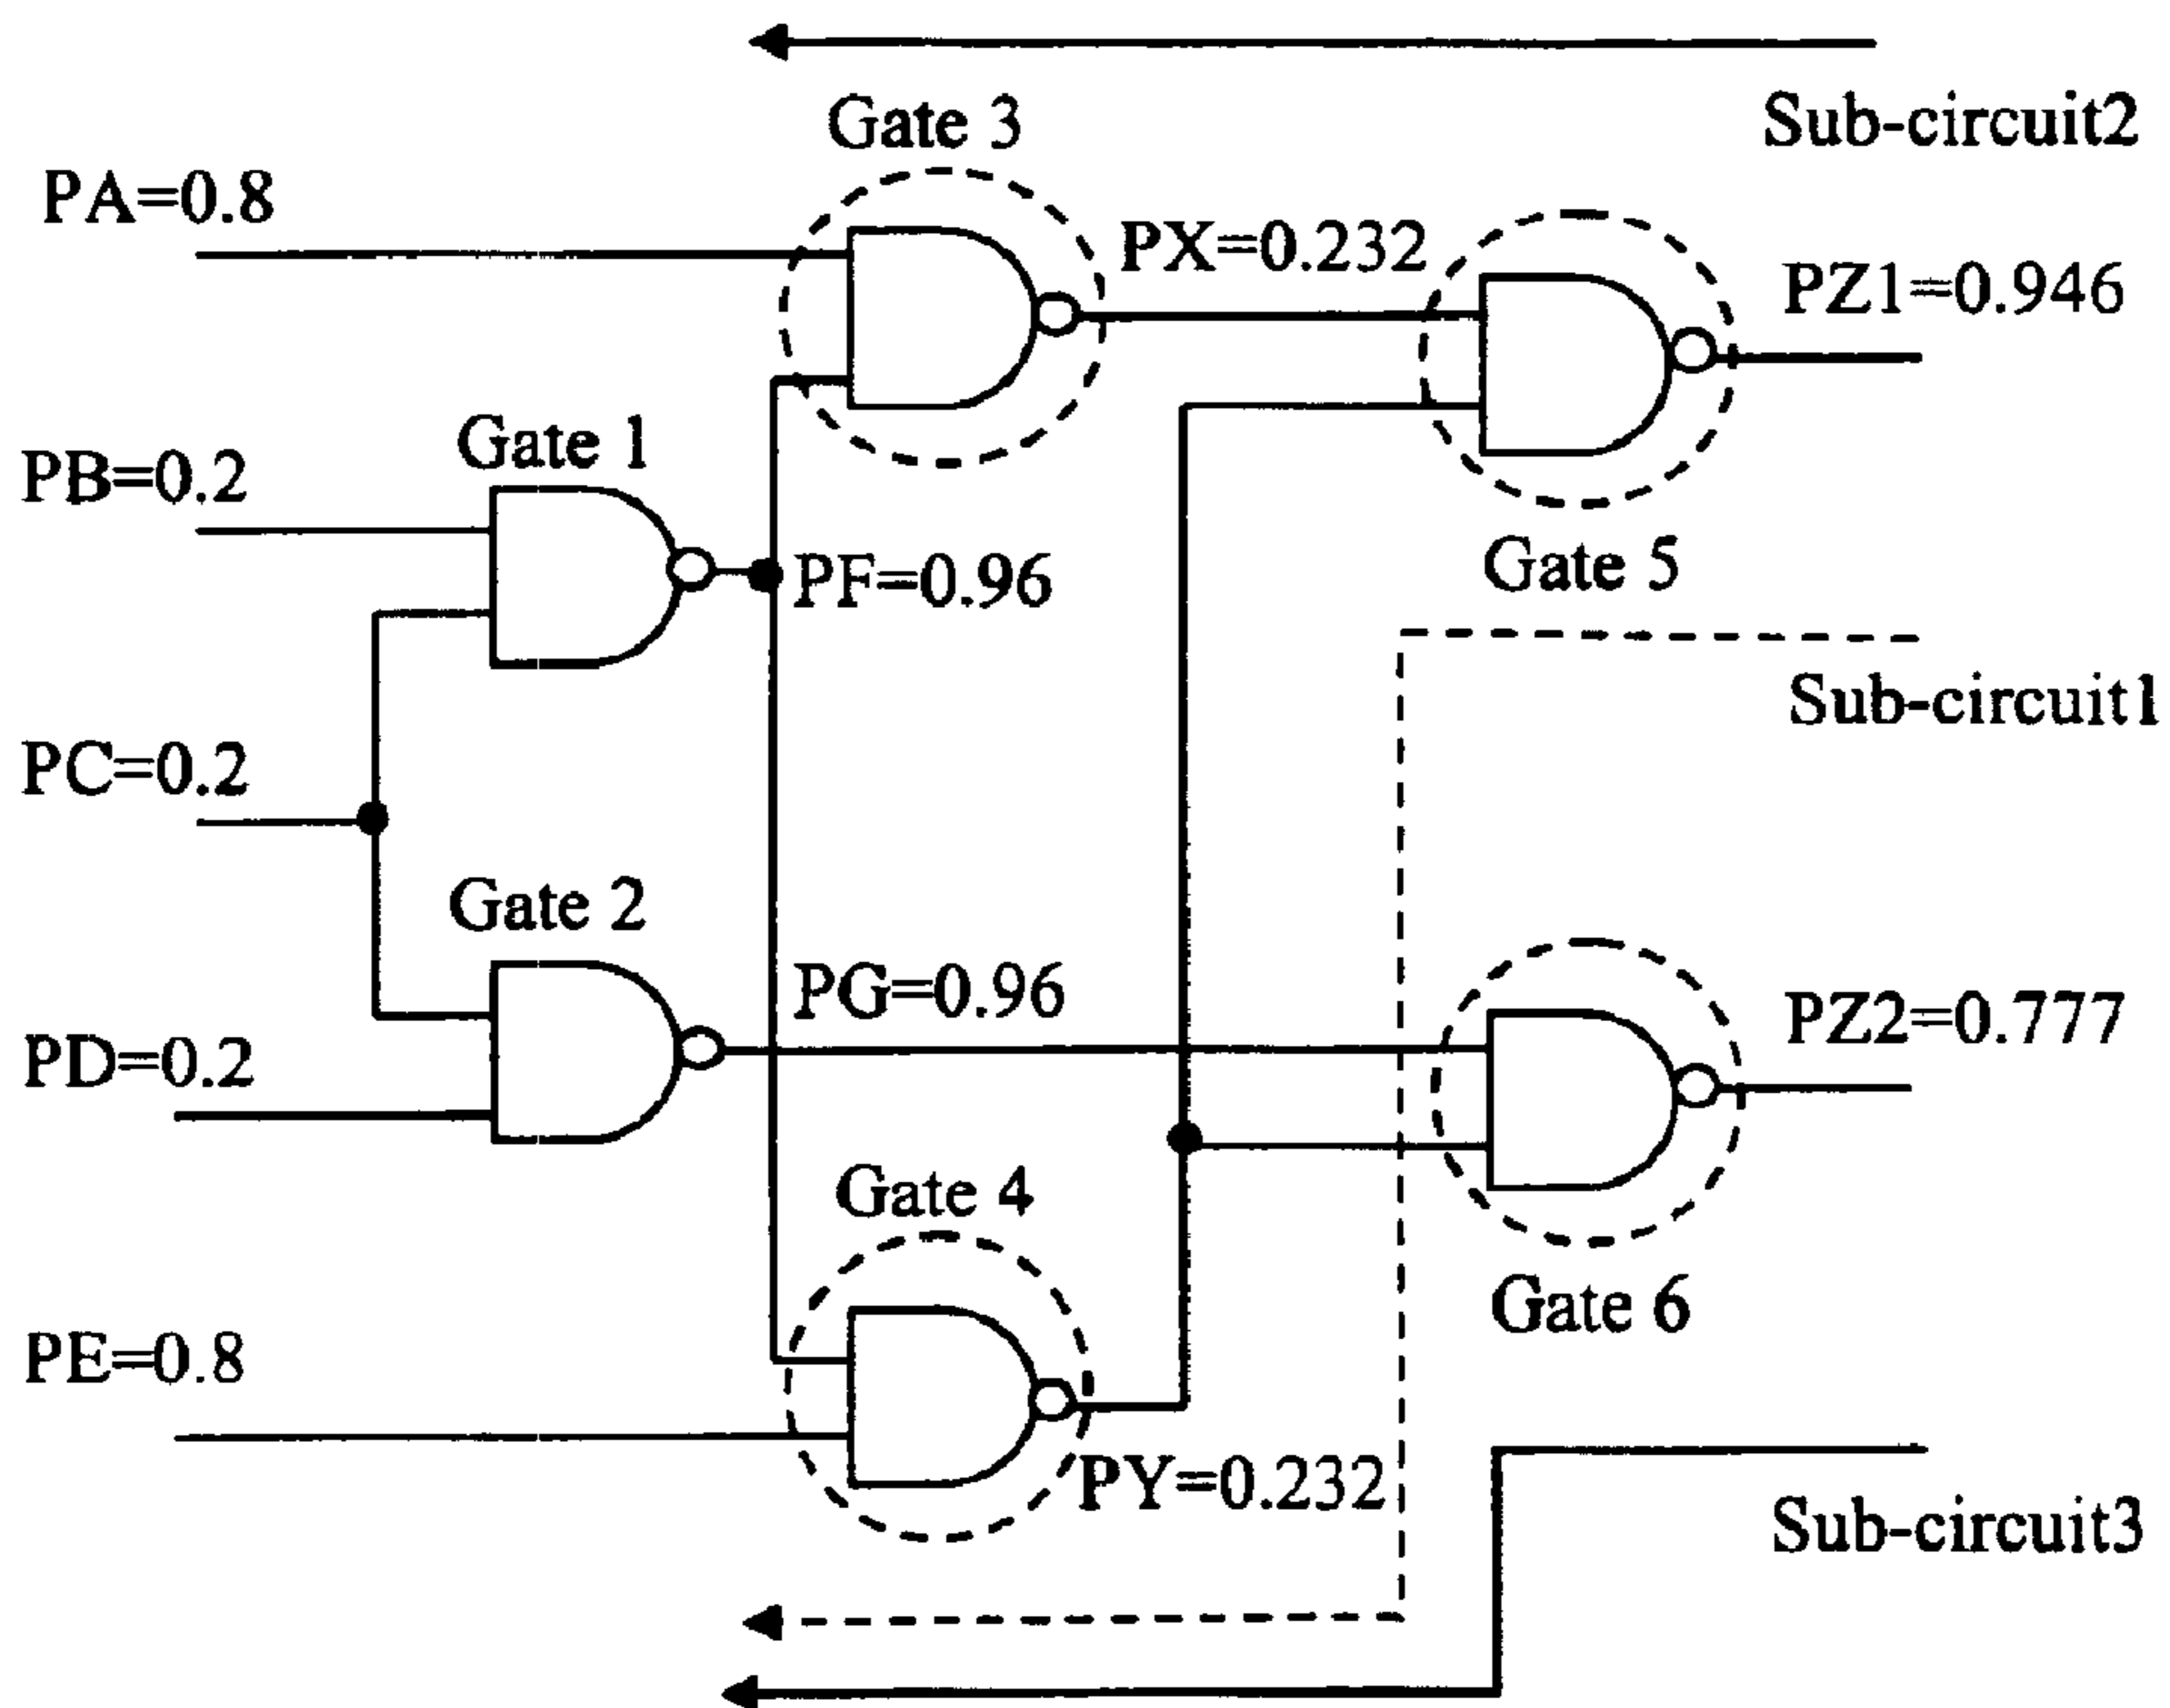 Sub-circuit2
Gate 3
PA=0.8
PX=0.232
PZ1=0.946
Gate 1
PB=0.2
PF=0.96
Gate 5
Sub-circuit1
PC=0.2
Gate 2
PG=0.96
PZ2=0.777
PD=0.2
Gate 4
Gate 6
PE=0.8
PY=0.232
Sub-circuit3